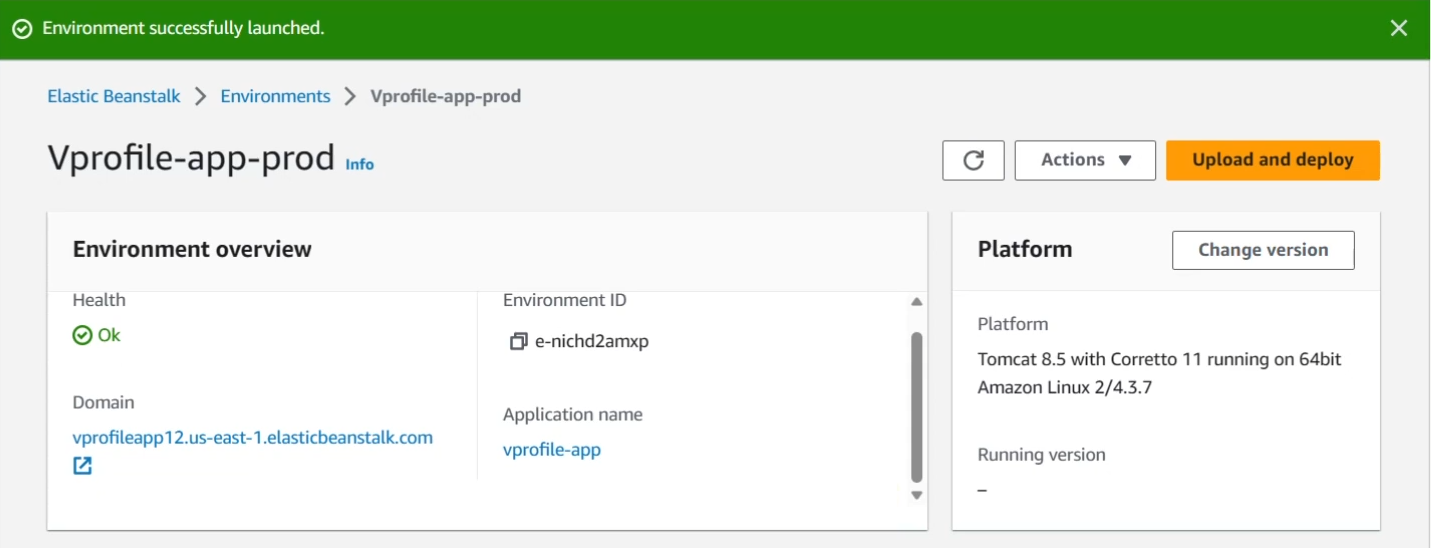 Environment successfully launched.
Elastic Beanstalk > Environments > Vprofile-app-prod
Vprofile-app-prod Info
Actions ▼
Upload and deploy
Environment overview
Health
Ok
Domain
vprofileapp12.us-east-1.elasticbeanstalk.com
Environment ID
e-nichd2amxp
Application name
vprofile-app
Platform
Change version
Platform
Tomcat 8.5 with Corretto 11 running on 64bit
Amazon Linux 2/4.3.7
Running version
–